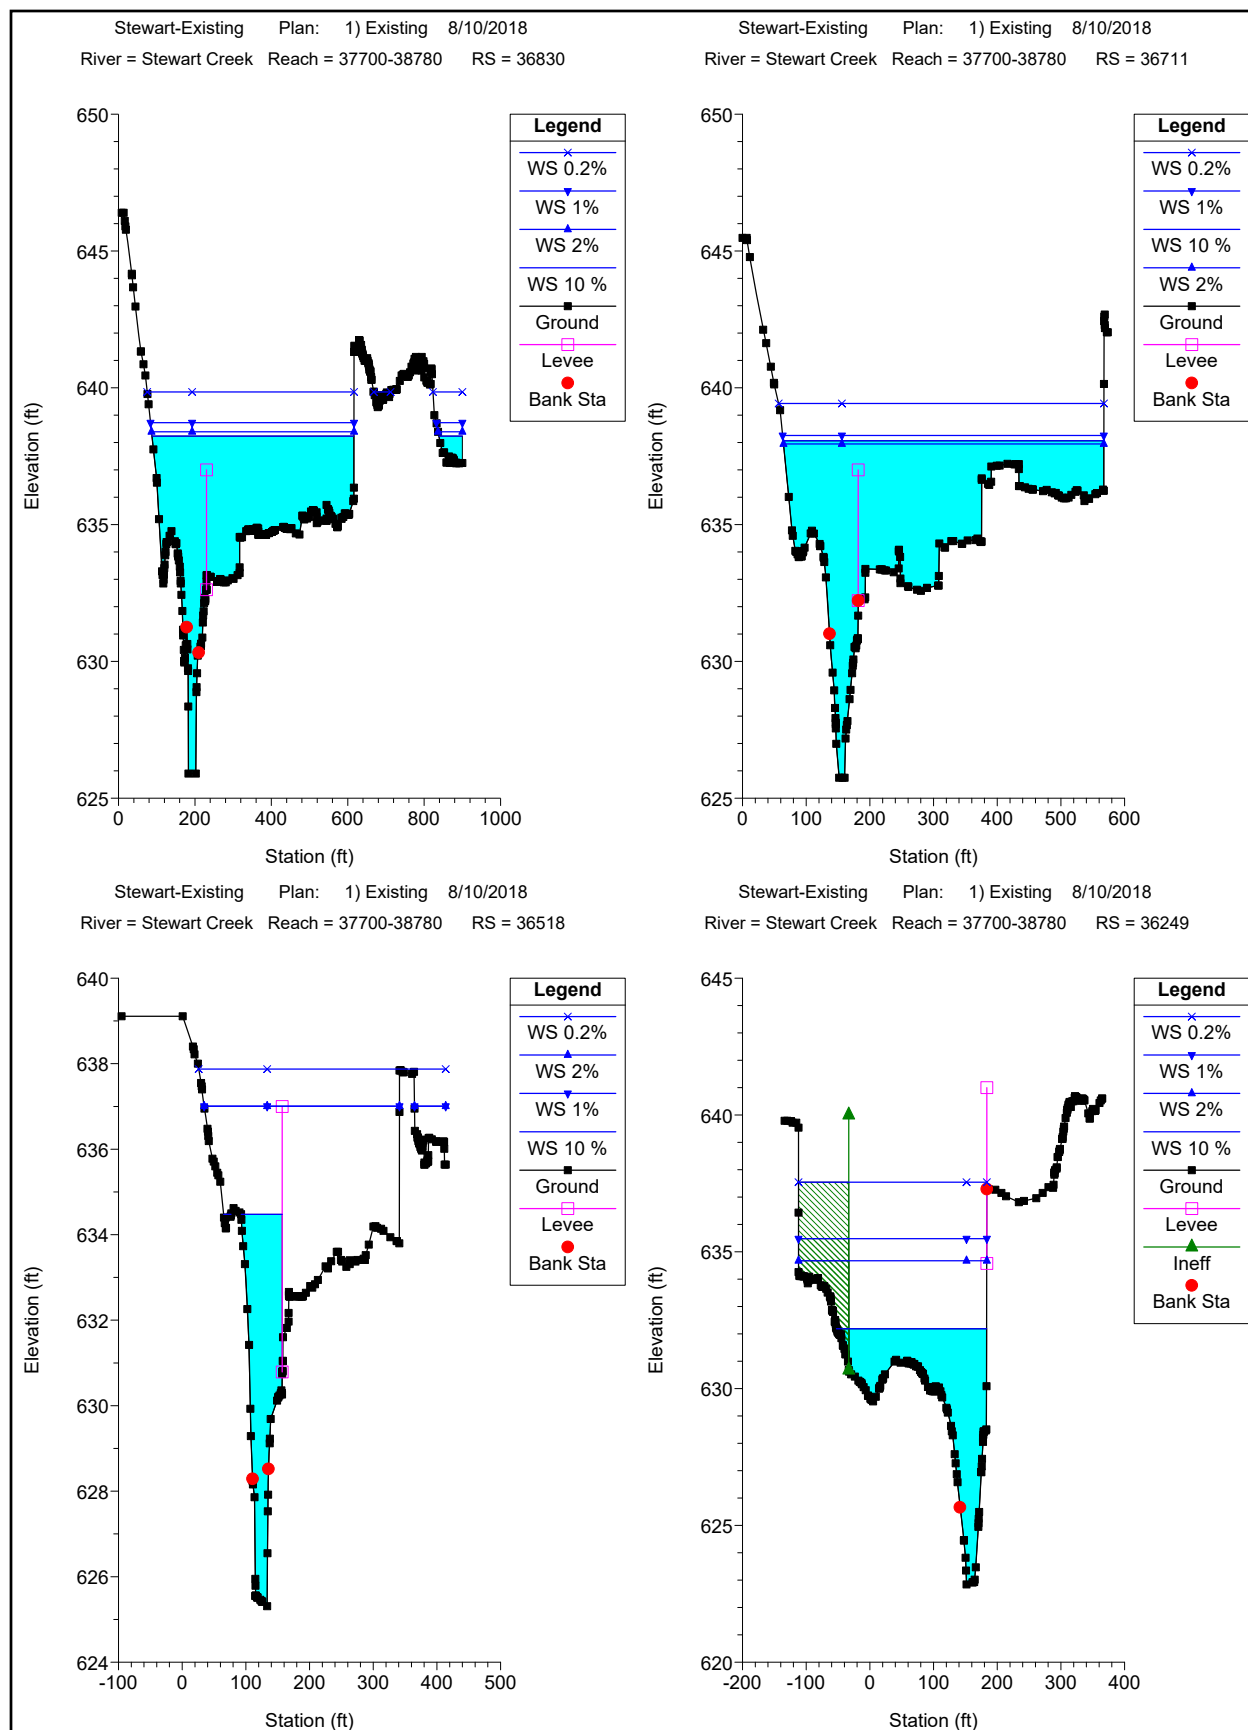 Stewart-Existing Plan: 1) Existing 8/10/2018
River = Stewart Creek Reach = 37700-38780 RS = 36830
650
645
640
635
630
625
0 200 400 600 800 1000
Elevation (ft)
Station (ft)
Legend
WS 0.2%
WS 1%
WS 2%
WS 10 %
Ground
Levee
Bank Sta
Stewart-Existing Plan: 1) Existing 8/10/2018
River = Stewart Creek Reach = 37700-38780 RS = 36711
650
645
640
635
630
625
0 100 200 300 400 500 600
Elevation (ft)
Station (ft)
Legend
WS 0.2%
WS 1%
WS 10 %
WS 2%
Ground
Levee
Bank Sta
Stewart-Existing Plan: 1) Existing 8/10/2018
River = Stewart Creek Reach = 37700-38780 RS = 36518
640
638
636
634
632
630
628
626
624
-100 0 100 200 300 400 500
Elevation (ft)
Station (ft)
Legend
WS 0.2%
WS 2%
WS 1%
WS 10 %
Ground
Levee
Bank Sta
Stewart-Existing Plan: 1) Existing 8/10/2018
River = Stewart Creek Reach = 37700-38780 RS = 36249
645
640
635
630
625
620
-200 -100 0 100 200 300 400
Elevation (ft)
Station (ft)
Legend
WS 0.2%
WS 1%
WS 2%
WS 10 %
Ground
Levee
Ineff
Bank Sta